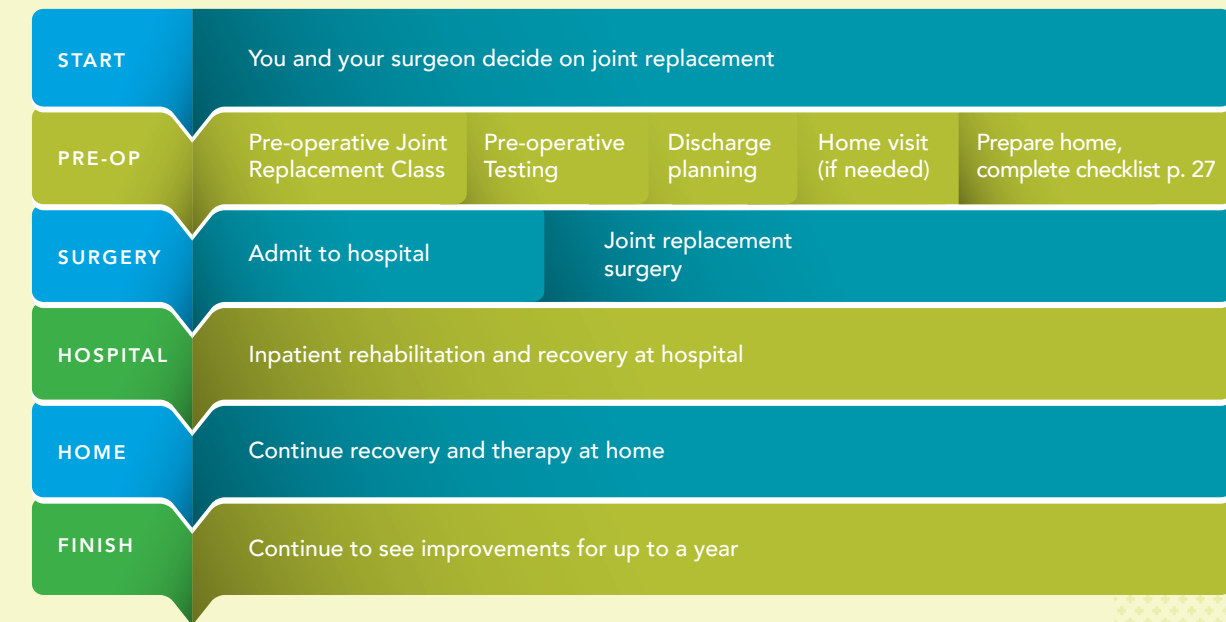 START
You and your surgeon decide on joint replacement
PRE-OP
Pre-operative Joint
Replacement Class
Pre-operative
Testing
Discharge
planning
Home visit
(if needed)
Prepare home,
complete checklist p. 27
SURGERY
Admit to hospital
Joint replacement
surgery
HOSPITAL
Inpatient rehabilitation and recovery at hospital
HOME
Continue recovery and therapy at home
FINISH
Continue to see improvements for up to a year